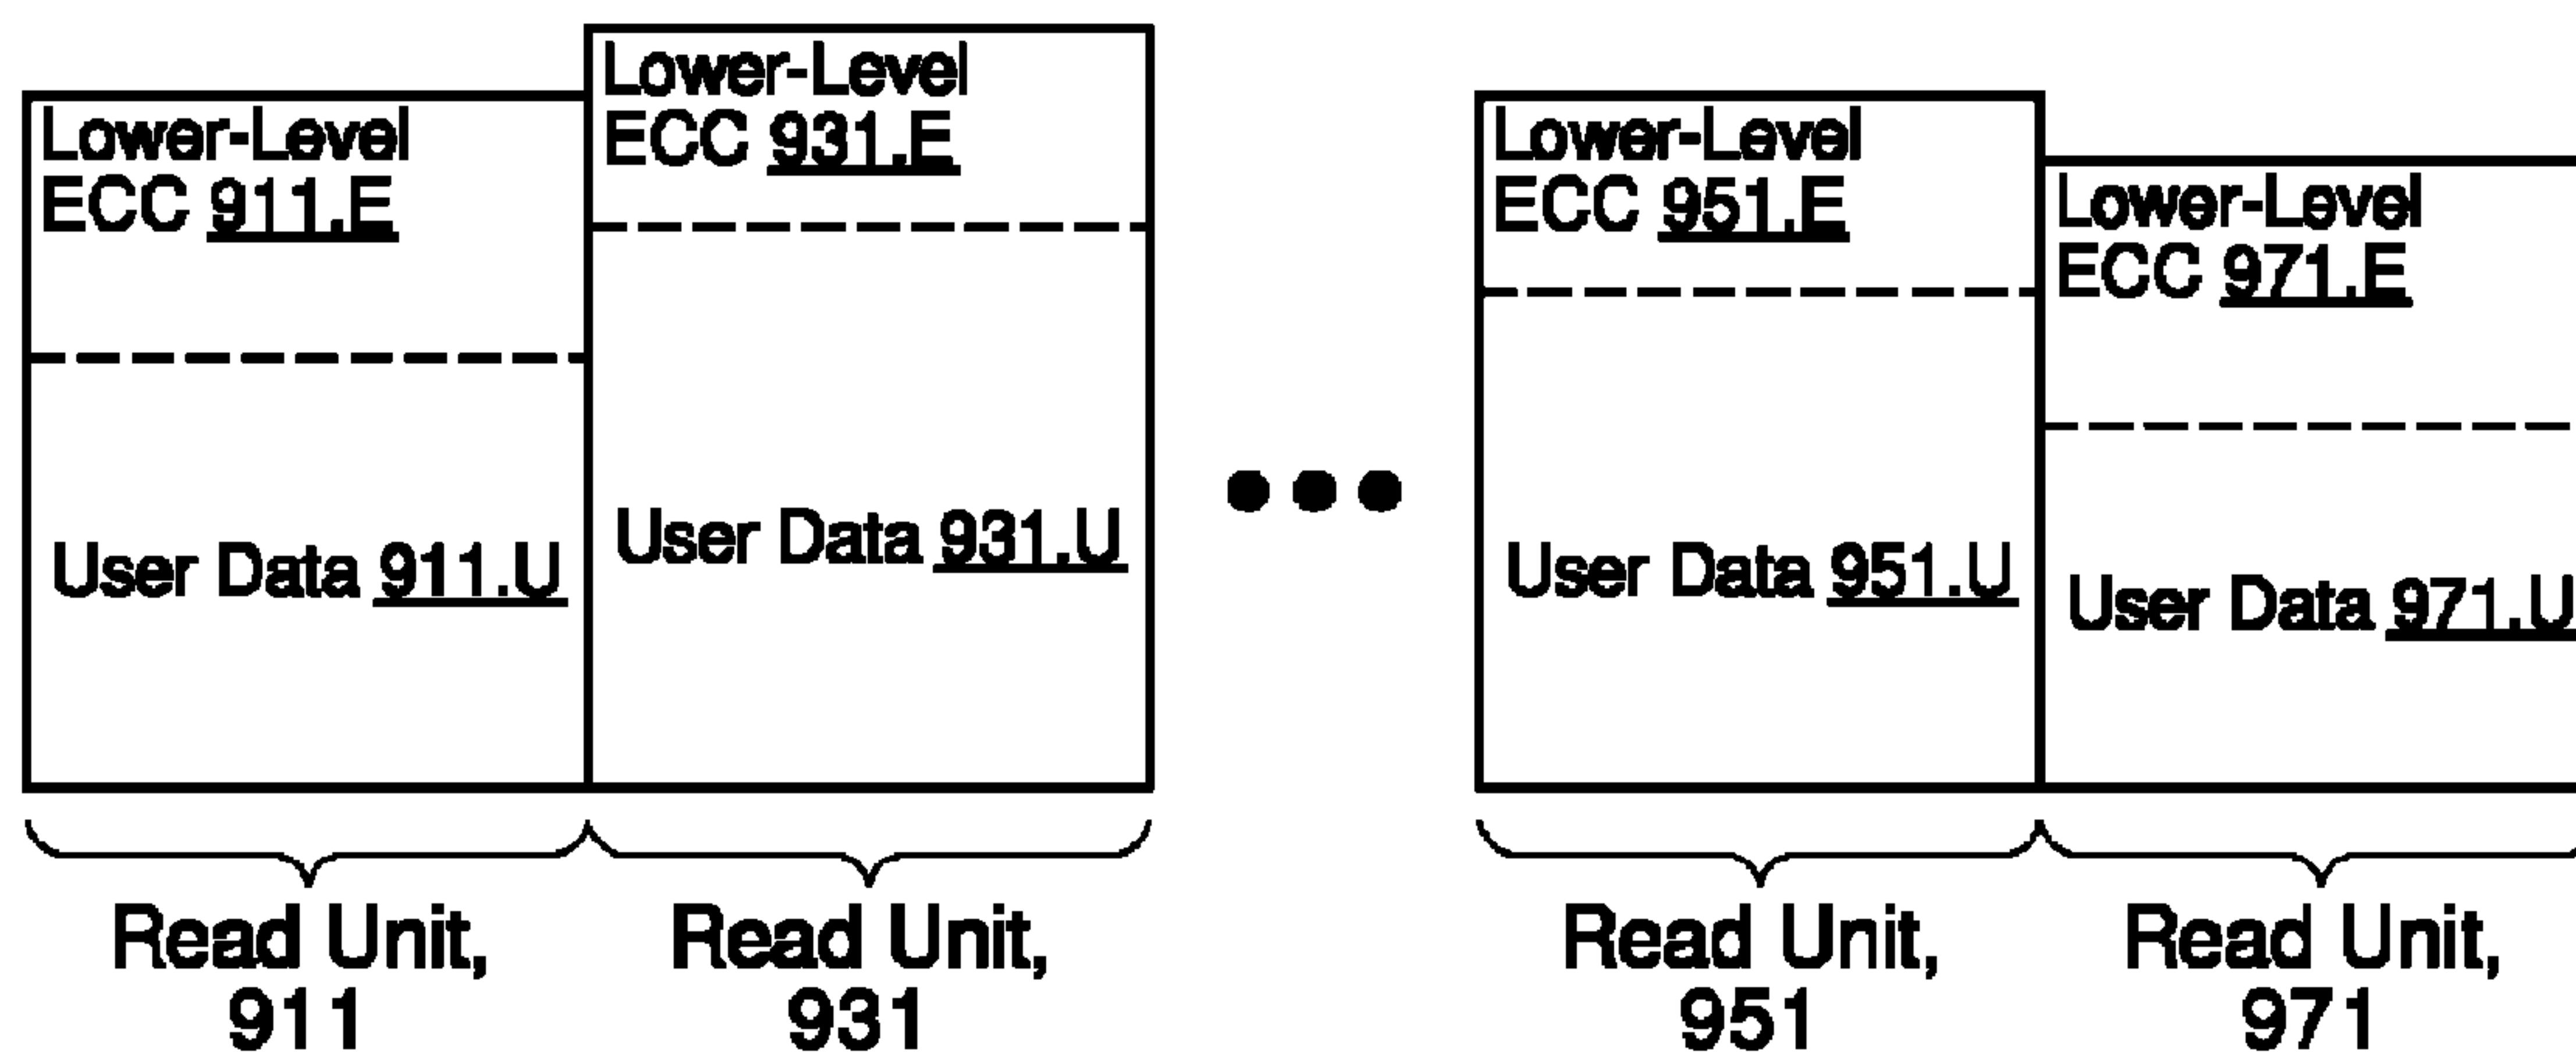 Lower-Level
ECC 911.E
User Data 911.U
Lower-Level
ECC 931.E
User Data 931.U
Lower-Level
ECC 951.E
User Data 951.U
Lower-Level
ECC 971.E
User Data 971.U
Read Unit,
911
Read Unit,
931
Read Unit,
951
Read Unit,
971